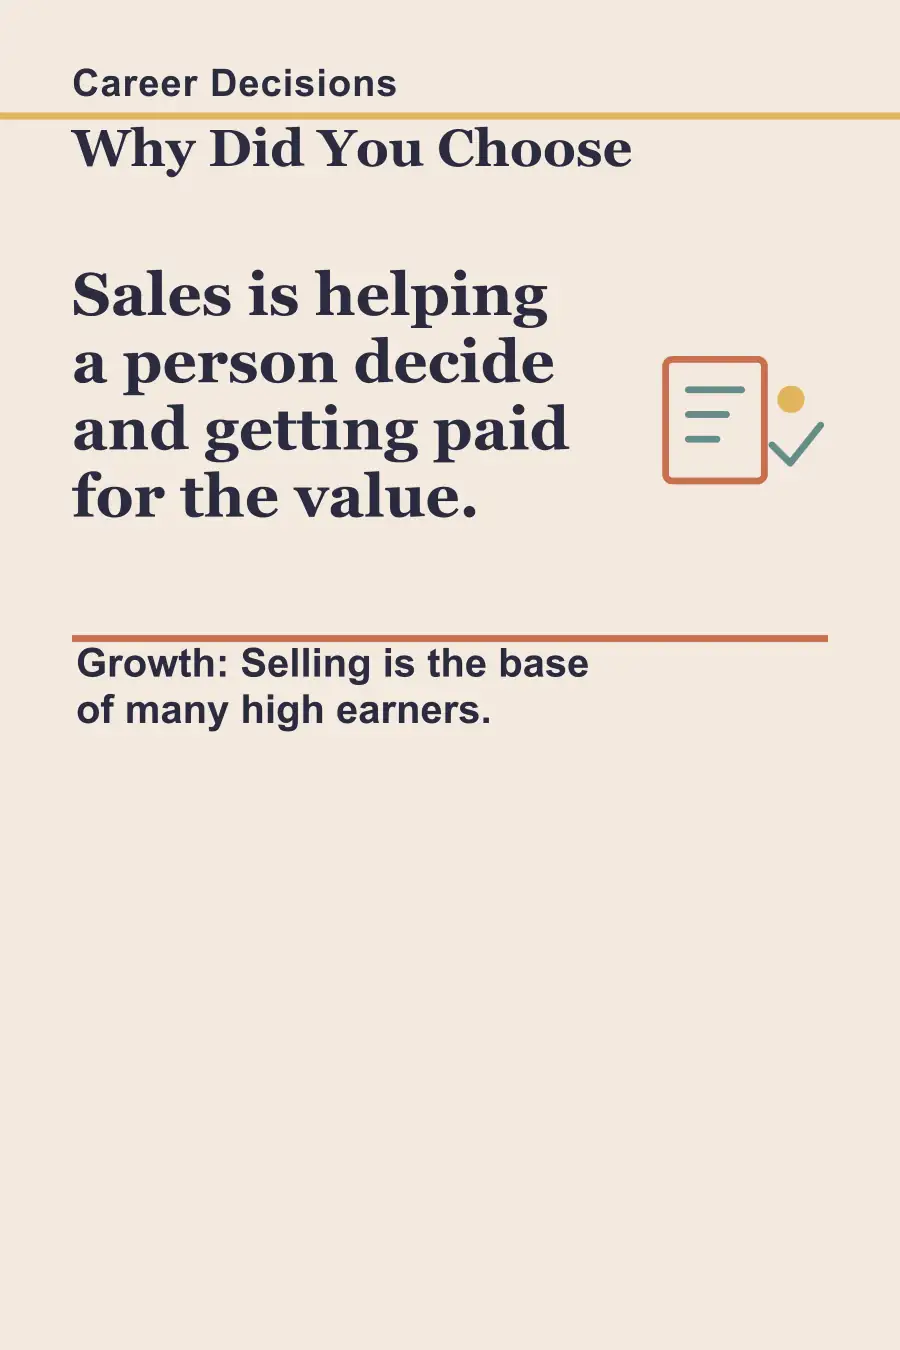 Career Decisions
Why Did You Choose
Sales is helping
a person decide
and getting paid
for the value.
Growth: Selling is the base
of many high earners.